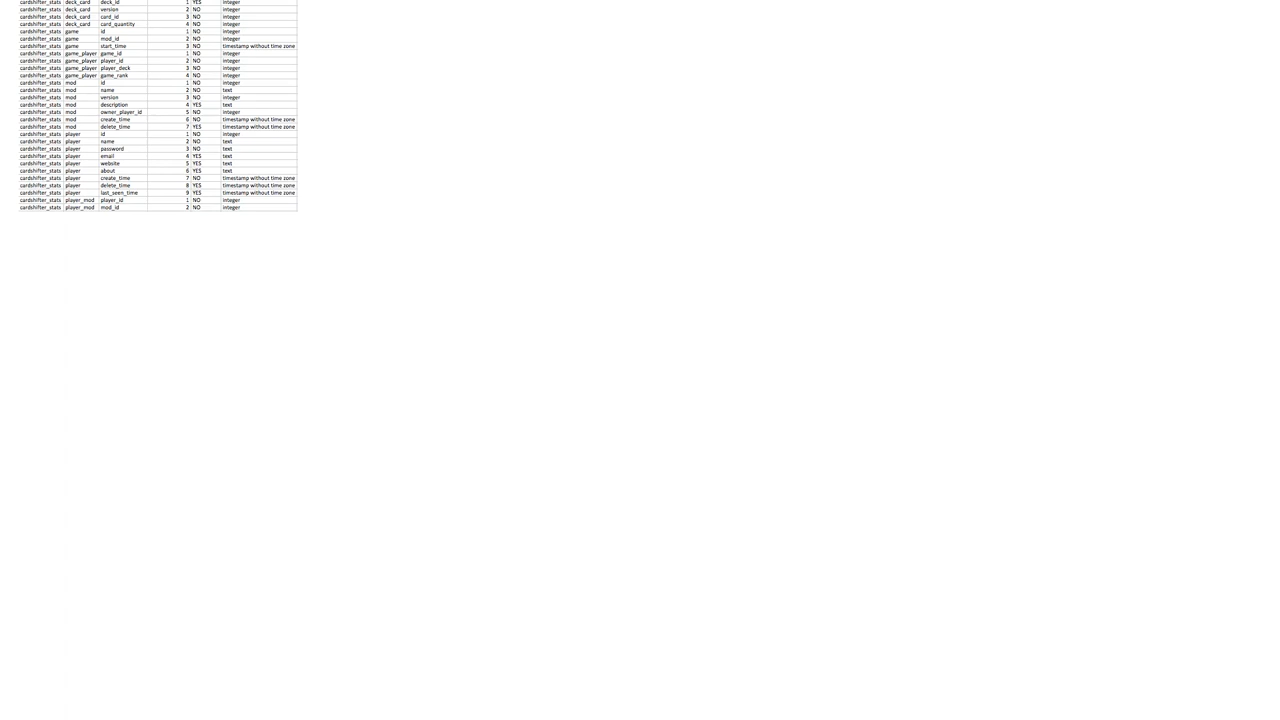 cardshifter_stats deck_card deck_id 1 YES integer
cardshifter_stats deck_card version 2 NO integer
cardshifter_stats deck_card card_id 3 NO integer
cardshifter_stats deck_card card_quantity 4 NO integer
cardshifter_stats game id 1 NO integer
cardshifter_stats game mod_id 2 NO integer
cardshifter_stats game start_time 3 NO timestamp without time zone
cardshifter_stats game_player game_id 1 NO integer
cardshifter_stats game_player player_id 2 NO integer
cardshifter_stats game_player player_deck 3 NO integer
cardshifter_stats game_player game_rank 4 NO integer
cardshifter_stats mod id 1 NO integer
cardshifter_stats mod name 2 NO text
cardshifter_stats mod version 3 NO integer
cardshifter_stats mod description 4 YES text
cardshifter_stats mod owner_player_id 5 NO integer
cardshifter_stats mod create_time 6 NO timestamp without time zone
cardshifter_stats mod delete_time 7 YES timestamp without time zone
cardshifter_stats player id 1 NO integer
cardshifter_stats player name 2 NO text
cardshifter_stats player password 3 NO text
cardshifter_stats player email 4 YES text
cardshifter_stats player website 5 YES text
cardshifter_stats player about 6 YES text
cardshifter_stats player create_time 7 NO timestamp without time zone
cardshifter_stats player delete_time 8 YES timestamp without time zone
cardshifter_stats player last_seen_time 9 YES timestamp without time zone
cardshifter_stats player_mod player_id 1 NO integer
cardshifter_stats player_mod mod_id 2 NO integer